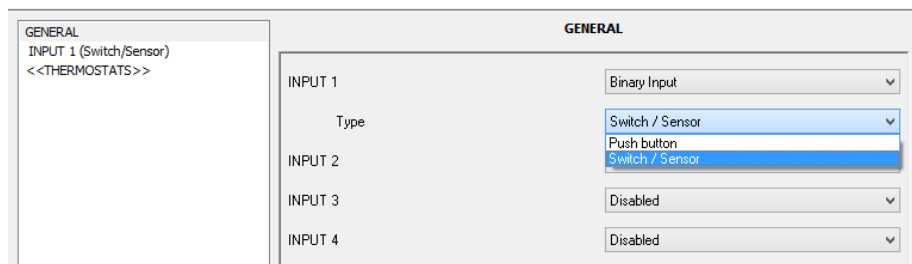 GENERAL
INPUT 1 (Switch/Sensor)
<<THERMOSTATS>>
GENERAL
INPUT 1
Binary Input
Type
Switch / Sensor
Push button
Switch / Sensor
INPUT 2
INPUT 3
Disabled
INPUT 4
Disabled